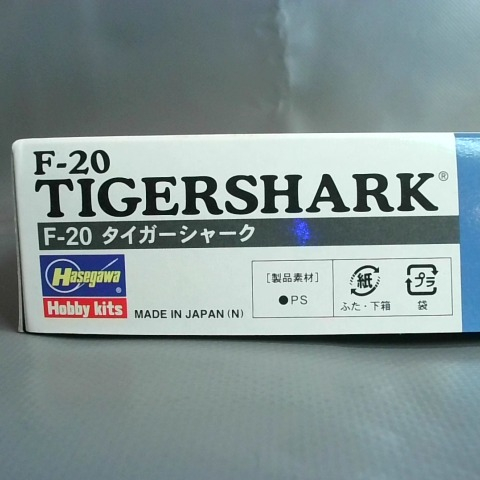 F-20
TIGERSHARK®
F-20 タイガーシャーク
Hasegawa®
Hobby kits
MADE IN JAPAN (N)
[製品素材]
●PS
紙
ふた・下箱
プラ
袋